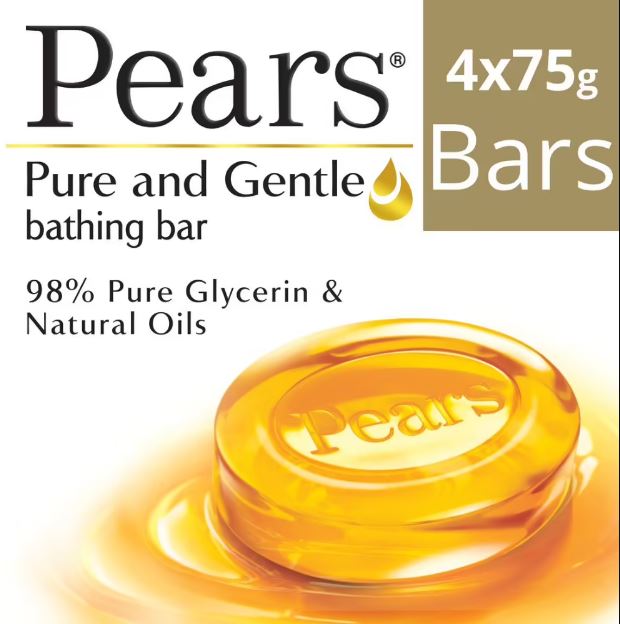 Pears®
4x75g
Bars
Pure and Gentle
bathing bar
98% Pure Glycerin &
Natural Oils
Pears